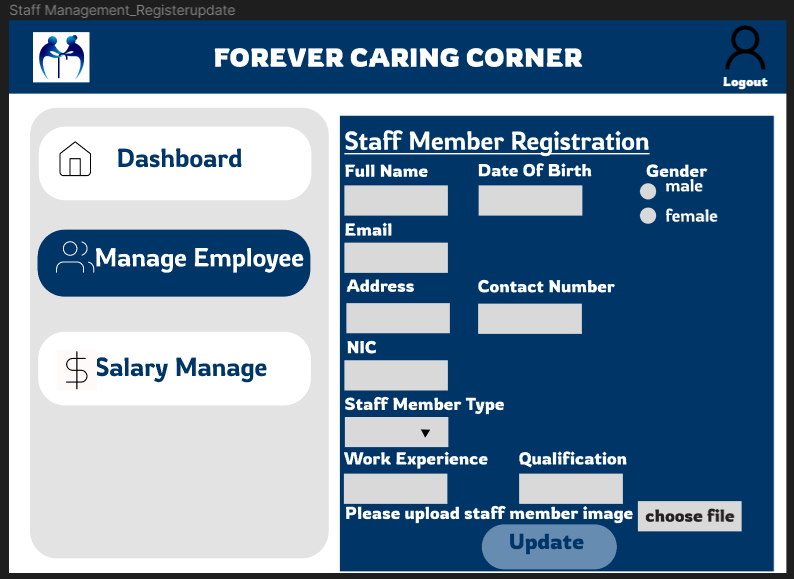 Staff Management_Registerupdate
FOREVER CARING CORNER
Logout
Dashboard
Manage Employee
Salary Manage
Staff Member Registration
Full Name
Date Of Birth
Gender
male
female
Email
Address
Contact Number
NIC
Staff Member Type
Work Experience
Qualification
Please upload staff member image
choose file
Update